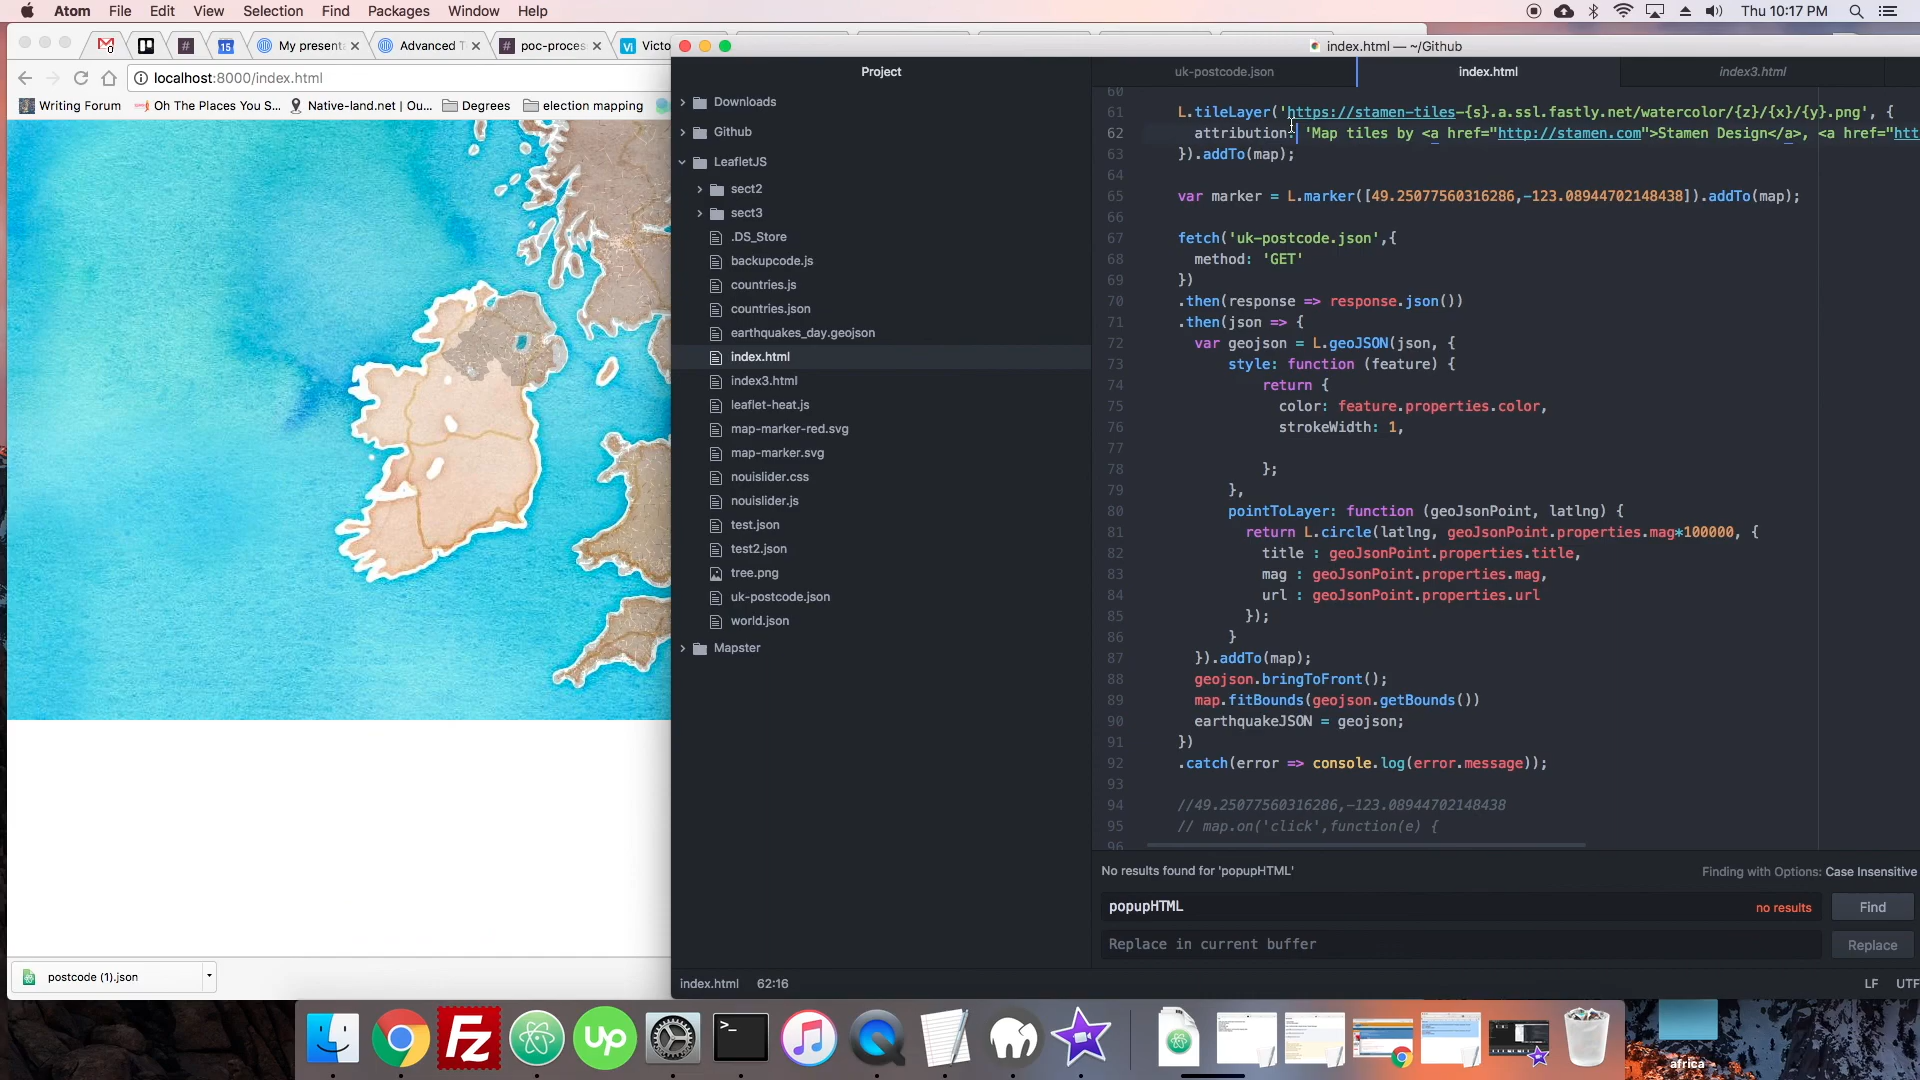 Atom File Edit View Selection Find Packages Window Help Thu 10:17 PM
My present Advanced T poc-proces Victo
index.html — ~/Github
localhost:8000/index.html
Project
uk-postcode.json index.html index3.html
Writing Forum Oh The Places You S... Native-land.net | Ou... Degrees election mapping
Downloads
Github
LeafletJS
sect2
sect3
.DS_Store
backupcode.js
countries.js
countries.json
earthquakes_day.geojson
index.html
index3.html
leaflet-heat.js
map-marker-red.svg
map-marker.svg
nouislider.css
nouislider.js
test.json
test2.json
tree.png
uk-postcode.json
world.json
Mapster
60
61 L.tileLayer('https://stamen-tiles-{s}.a.ssl.fastly.net/watercolor/{z}/{x}/{y}.png', {
62 attribution: 'Map tiles by <a href="http://stamen.com">Stamen Design</a>, <a href="htt
63 }).addTo(map);
64
65 var marker = L.marker([49.25077560316286,-123.08944702148438]).addTo(map);
66
67 fetch('uk-postcode.json',{
68 method: 'GET'
69 })
70 .then(response => response.json())
71 .then(json => {
72 var geojson = L.geoJSON(json, {
73 style: function (feature) {
74 return {
75 color: feature.properties.color,
76 strokeWidth: 1,
77
78 };
79 },
80 pointToLayer: function (geoJsonPoint, latlng) {
81 return L.circle(latlng, geoJsonPoint.properties.mag*100000, {
82 title : geoJsonPoint.properties.title,
83 mag : geoJsonPoint.properties.mag,
84 url : geoJsonPoint.properties.url
85 });
86 }
87 }).addTo(map);
88 geojson.bringToFront();
89 map.fitBounds(geojson.getBounds())
90 earthquakeJSON = geojson;
91 })
92 .catch(error => console.log(error.message));
93
94 //49.25077560316286,-123.08944702148438
95 // map.on('click',function(e) {
96
No results found for 'popupHTML' Finding with Options: Case Insensitive
popupHTML no results Find
Replace in current buffer Replace
index.html 62:16 LF UTF
postcode (1).json
Up
africa